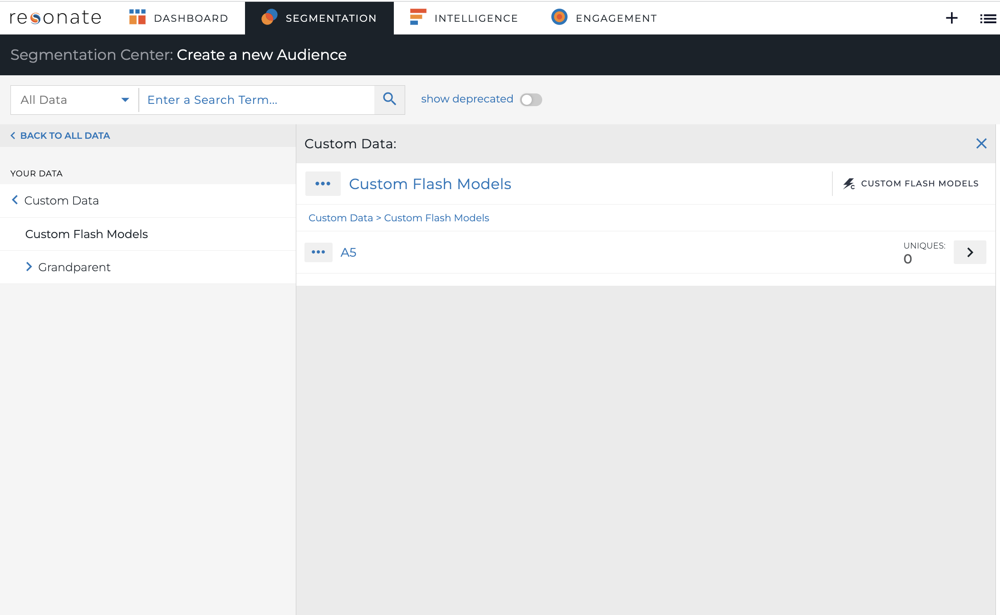 resonate
DASHBOARD
SEGMENTATION
INTELLIGENCE
ENGAGEMENT
Segmentation Center: Create a new Audience
All Data
Enter a Search Term...
show deprecated
BACK TO ALL DATA
YOUR DATA
Custom Data
Custom Flash Models
Grandparent
Custom Data:
Custom Flash Models
C CUSTOM FLASH MODELS
Custom Data > Custom Flash Models
A5
UNIQUES:
0